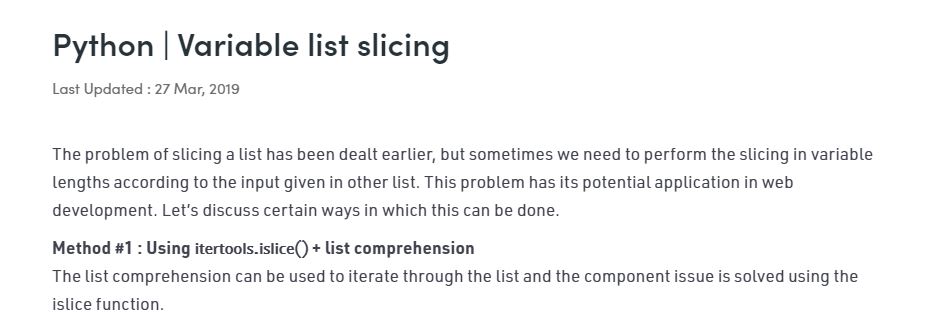 Python | Variable list slicing
Last Updated : 27 Mar, 2019
The problem of slicing a list has been dealt earlier, but sometimes we need to perform the slicing in variable
lengths according to the input given in other list. This problem has its potential application in web
development. Let’s discuss certain ways in which this can be done.
Method #1 : Using itertools.islice() + list comprehension
The list comprehension can be used to iterate through the list and the component issue is solved using the
islice function.